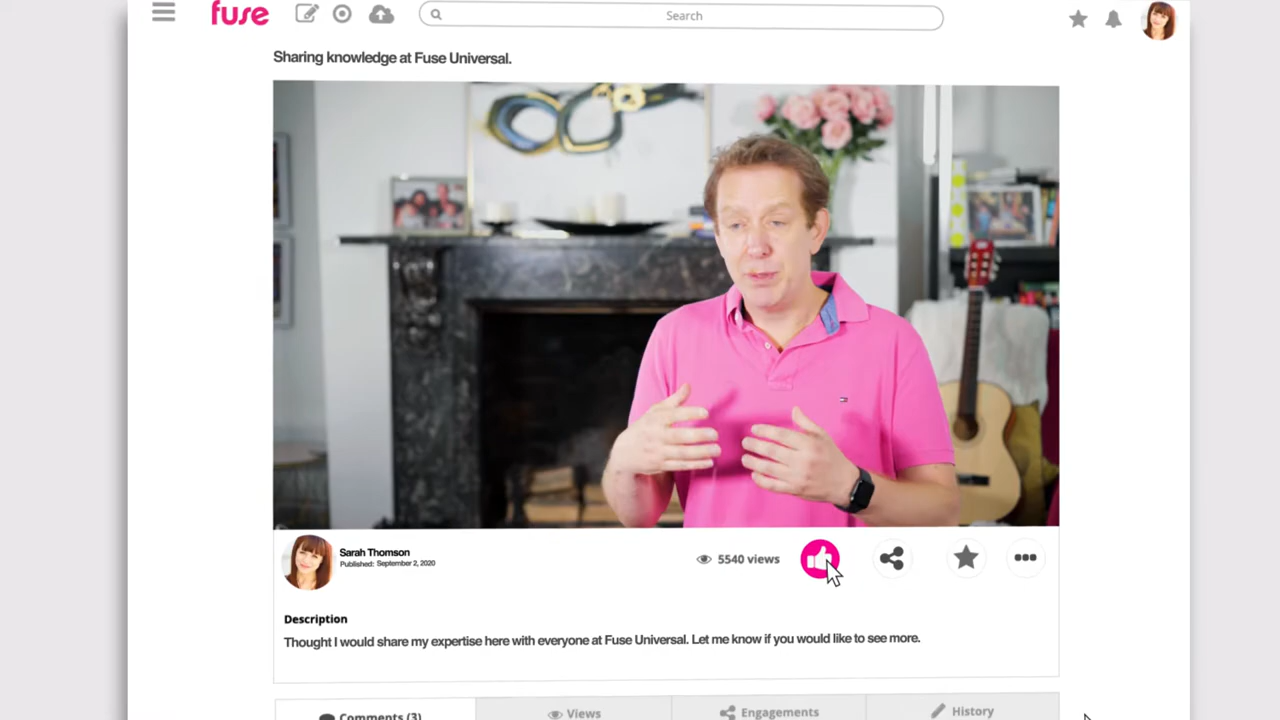 fuse
Search
Sharing knowledge at Fuse Universal.
Sarah Thomson
Published: September 2, 2020
5540 views
Description
Thought I would share my expertise here with everyone at Fuse Universal. Let me know if you would like to see more.
Comments (3)
Views
Engagements
History